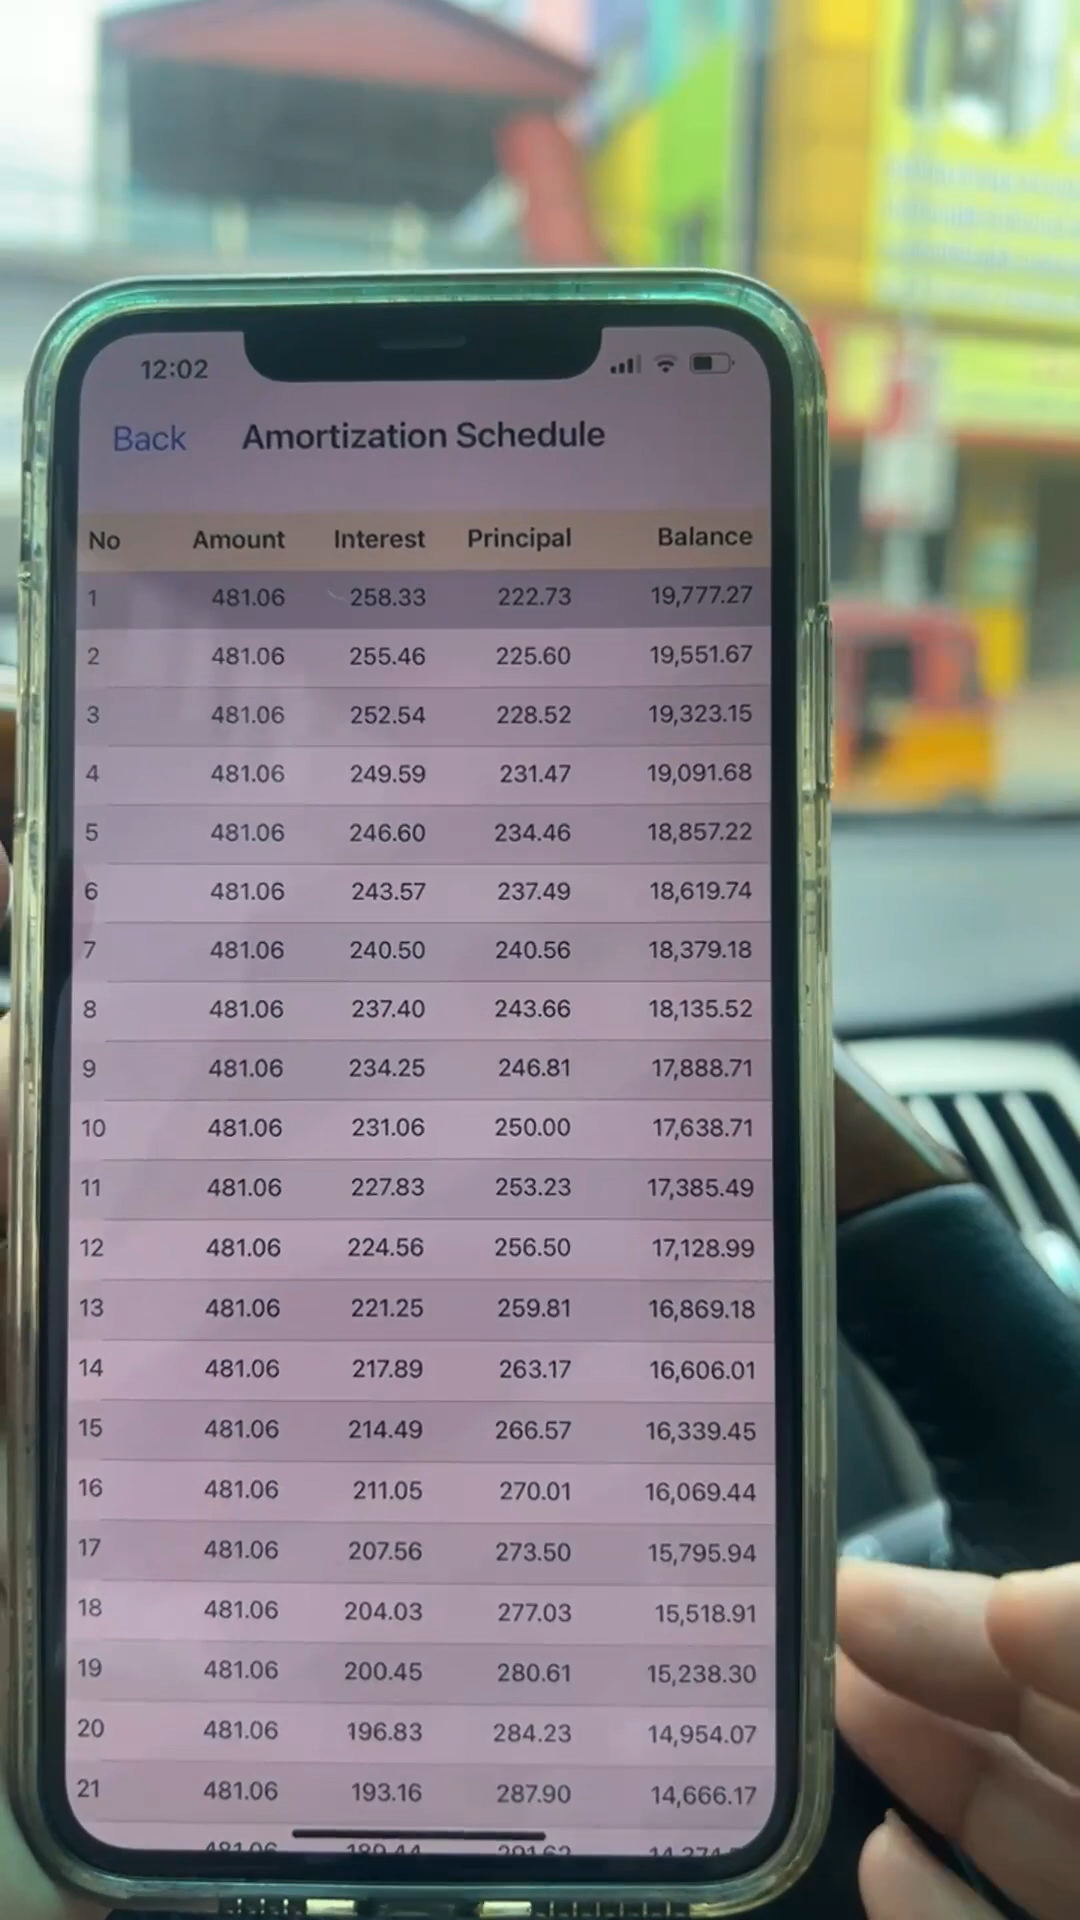 12:02
Back Amortization Schedule
No Amount Interest Principal Balance
1 481.06 258.33 222.73 19,777.27
2 481.06 255.46 225.60 19,551.67
3 481.06 252.54 228.52 19,323.15
4 481.06 249.59 231.47 19,091.68
5 481.06 246.60 234.46 18,857.22
6 481.06 243.57 237.49 18,619.74
7 481.06 240.50 240.56 18,379.18
8 481.06 237.40 243.66 18,135.52
9 481.06 234.25 246.81 17,888.71
10 481.06 231.06 250.00 17,638.71
11 481.06 227.83 253.23 17,385.49
12 481.06 224.56 256.50 17,128.99
13 481.06 221.25 259.81 16,869.18
14 481.06 217.89 263.17 16,606.01
15 481.06 214.49 266.57 16,339.45
16 481.06 211.05 270.01 16,069.44
17 481.06 207.56 273.50 15,795.94
18 481.06 204.03 277.03 15,518.91
19 481.06 200.45 280.61 15,238.30
20 481.06 196.83 284.23 14,954.07
21 481.06 193.16 287.90 14,666.17
481.06 189.44 291.62